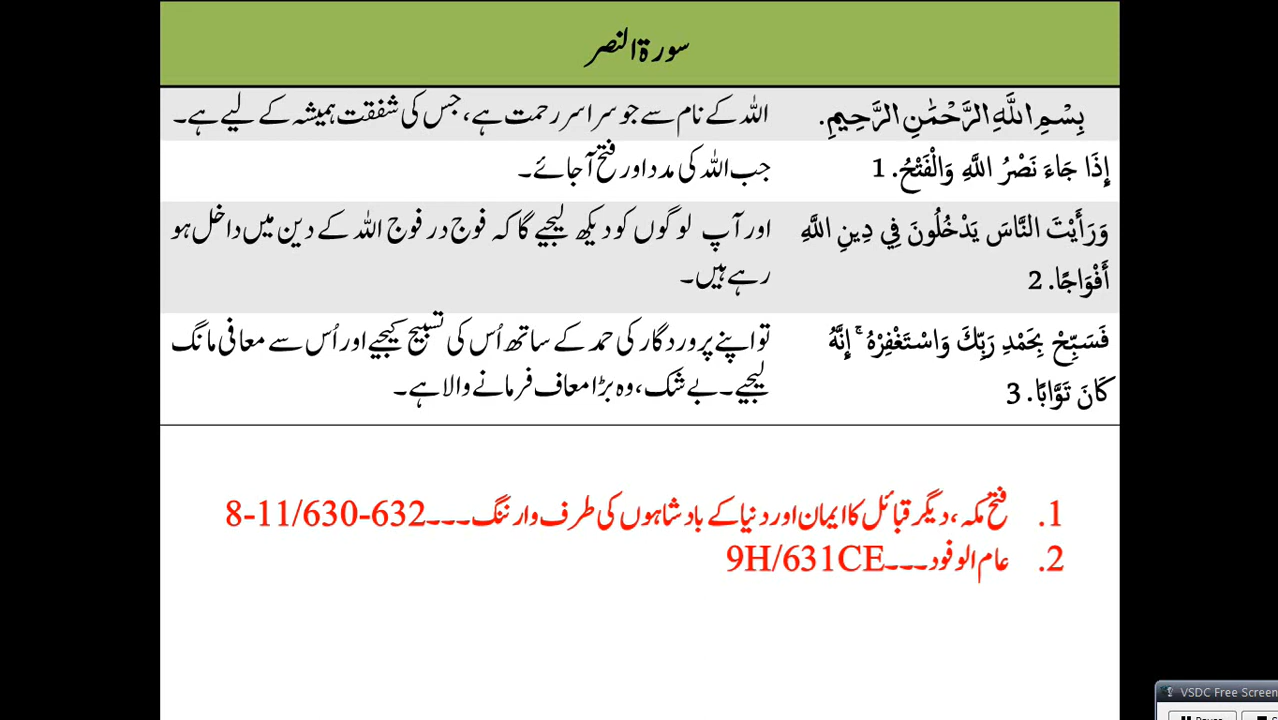 سورۃ النصر
بِسْمِ اللَّهِ الرَّحْمَٰنِ الرَّحِيمِ.
اللہ کے نام سے جو سراسر رحمت ہے، جس کی شفقت ہمیشہ کے لیے ہے۔
إِذَا جَاءَ نَصْرُ اللَّهِ وَالْفَتْحُ. 1
جب اللہ کی مدد اور فتح آ جائے۔
وَرَأَيْتَ النَّاسَ يَدْخُلُونَ فِي دِينِ اللَّهِ
أَفْوَاجًا. 2
اور آپ لوگوں کو دیکھ لیجیے گا کہ فوج در فوج اللہ کے دین میں داخل ہو
رہے ہیں۔
فَسَبِّحْ بِحَمْدِ رَبِّكَ وَاسْتَغْفِرْهُ ۚ إِنَّهُ
كَانَ تَوَّابًا. 3
تو اپنے پروردگار کی حمد کے ساتھ اُس کی تسبیح کیجیے اور اُس سے معافی مانگ
لیجیے۔ بے شک، وہ بڑا معاف فرمانے والا ہے۔
1. فتح مکہ، دیگر قبائل کا ایمان اور دنیا کے بادشاہوں کی طرف وارننگ۔۔۔8-11/630-632
2. عام الوفود۔۔۔9H/631CE
VSDC Free Screen
Pause